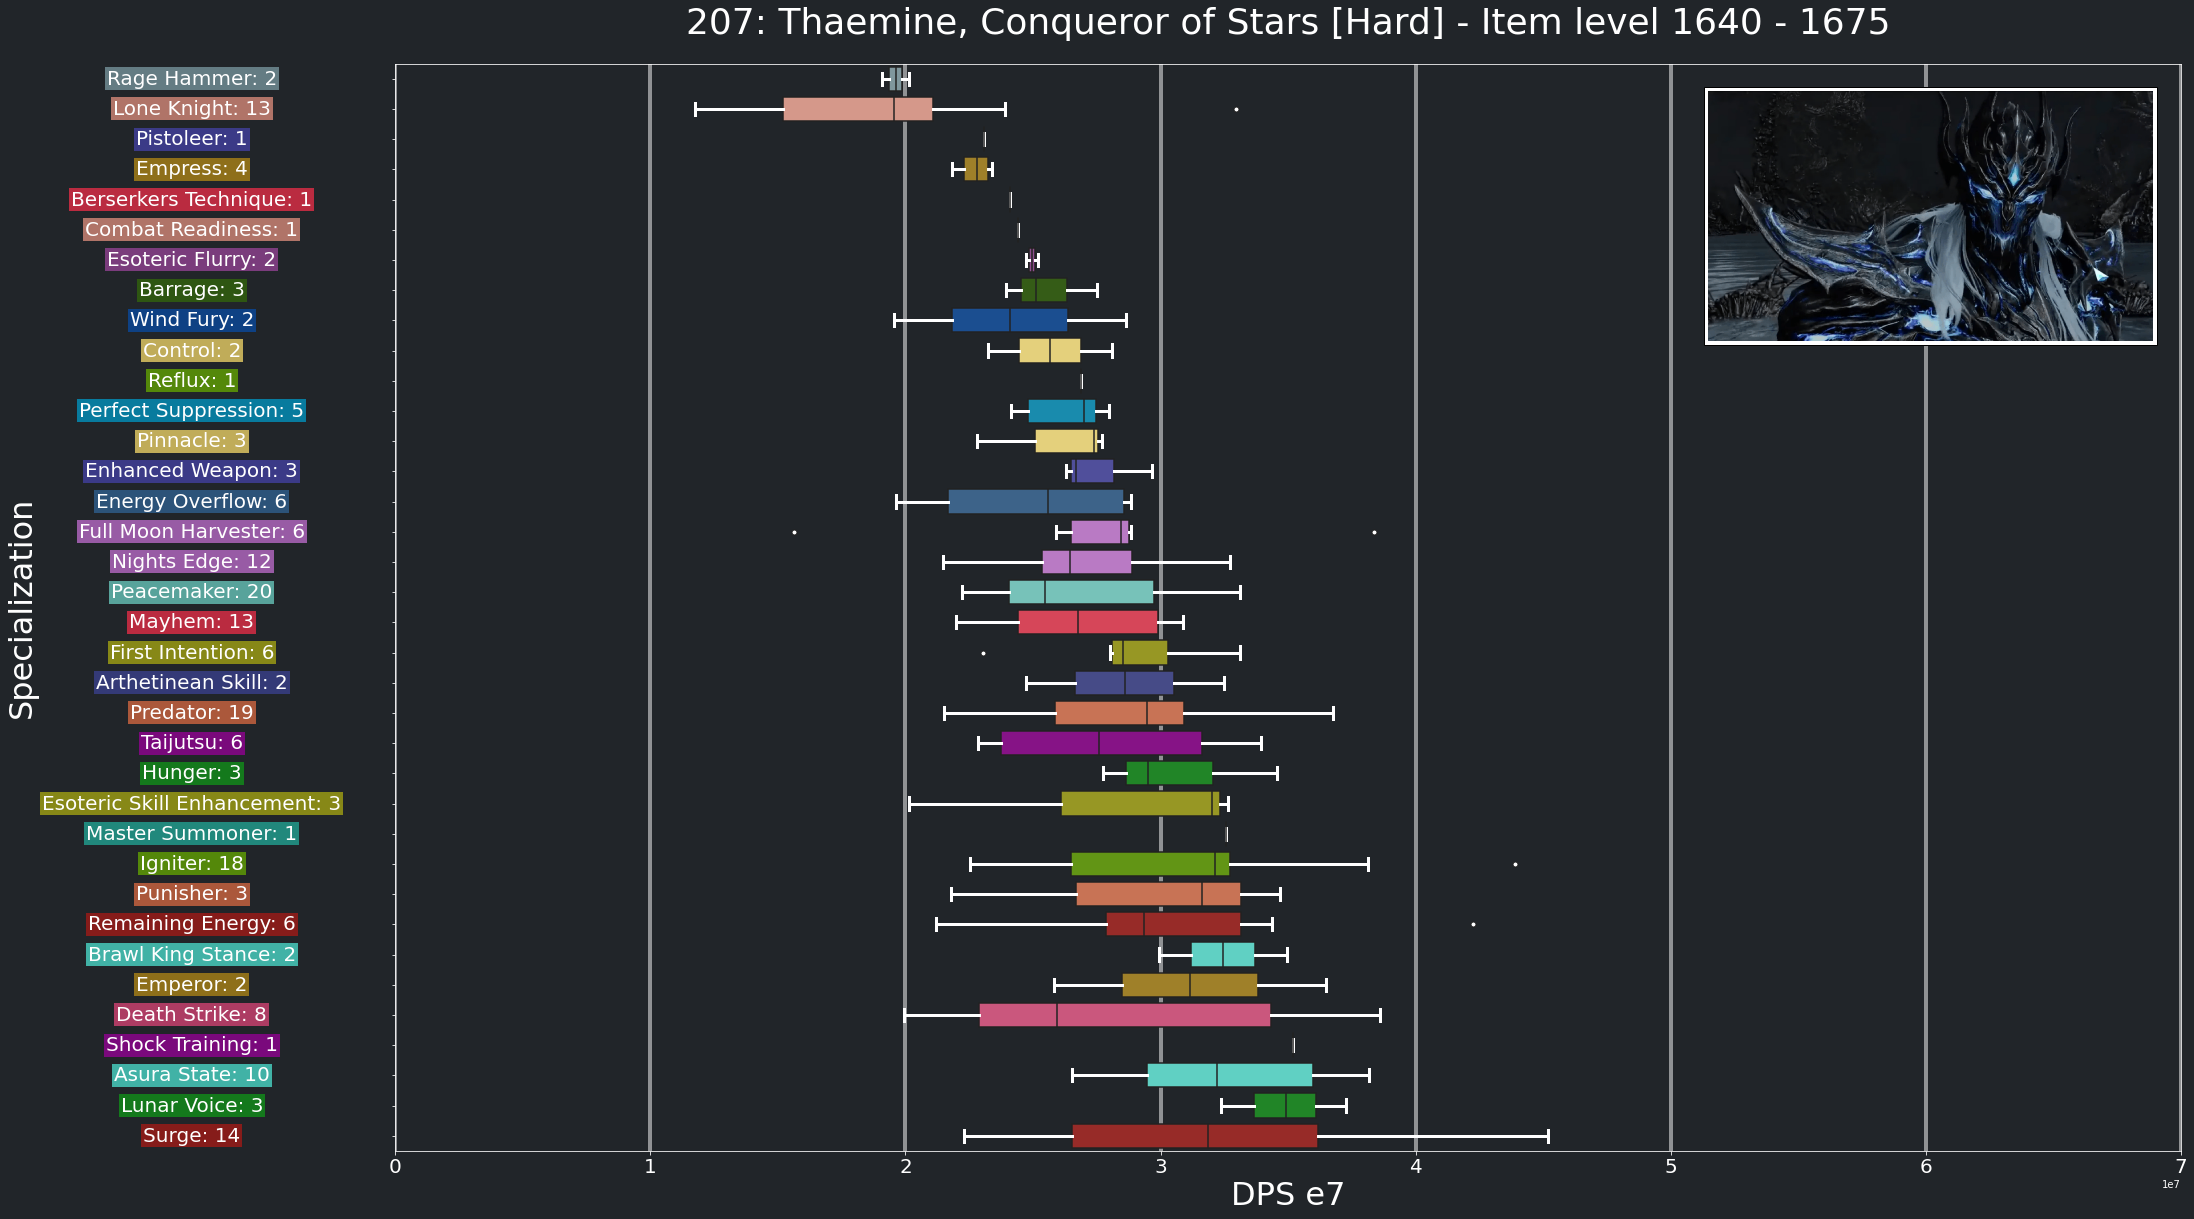 207: Thaemine, Conqueror of Stars [Hard] - Item level 1640 - 1675
Rage Hammer: 2
Lone Knight: 13
Pistoleer: 1
Empress: 4
Berserkers Technique: 1
Combat Readiness: 1
Esoteric Flurry: 2
Barrage: 3
Wind Fury: 2
Control: 2
Reflux: 1
Perfect Suppression: 5
Pinnacle: 3
Enhanced Weapon: 3
Energy Overflow: 6
Full Moon Harvester: 6
Nights Edge: 12
Peacemaker: 20
Mayhem: 13
First Intention: 6
Arthetinean Skill: 2
Predator: 19
Taijutsu: 6
Hunger: 3
Esoteric Skill Enhancement: 3
Master Summoner: 1
Igniter: 18
Punisher: 3
Remaining Energy: 6
Brawl King Stance: 2
Emperor: 2
Death Strike: 8
Shock Training: 1
Asura State: 10
Lunar Voice: 3
Surge: 14
Specialization
0 1 2 3 4 5 6 7
1e7
DPS e7